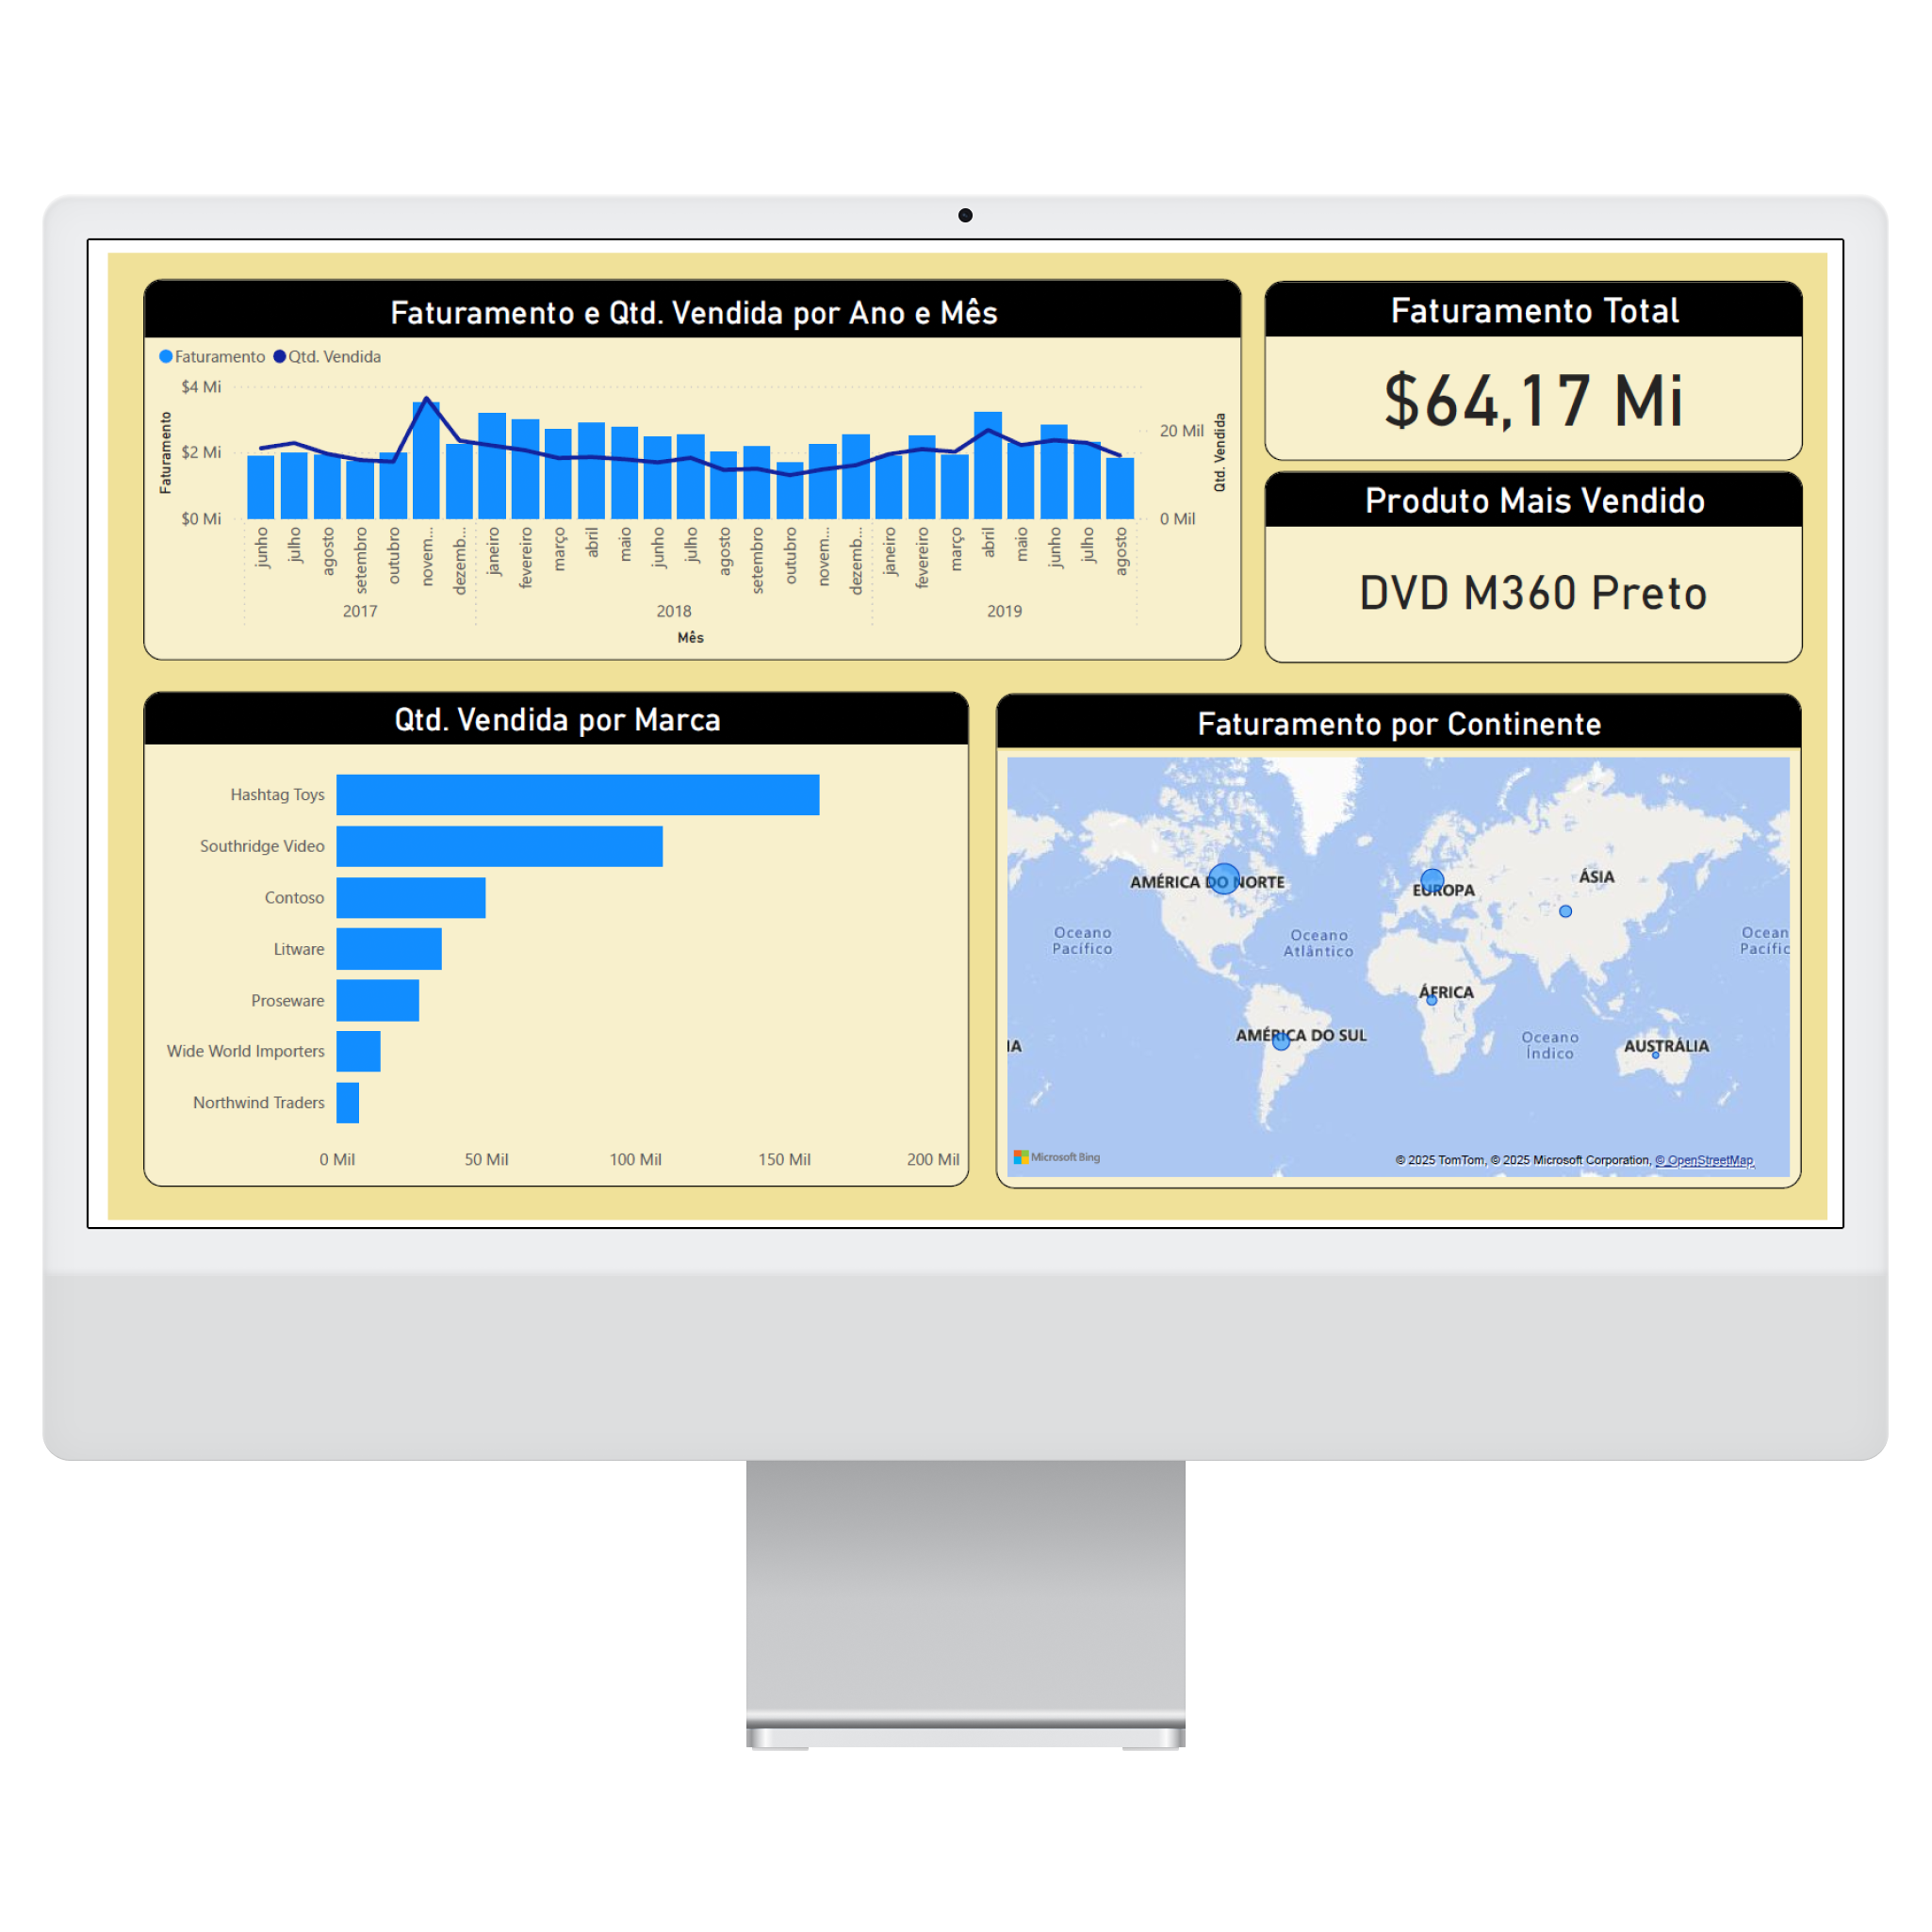 Faturamento e Qtd. Vendida por Ano e Mês
Faturamento Qtd. Vendida
$4 Mi
$2 Mi
$0 Mi
Faturamento
20 Mil
0 Mil
Qtd. Vendida
junho
julho
agosto
setembro
outubro
novem...
dezemb...
janeiro
fevereiro
março
abril
maio
junho
julho
agosto
setembro
outubro
novem...
dezemb...
janeiro
fevereiro
março
abril
maio
junho
julho
agosto
2017 2018 2019
Mês
Faturamento Total
$64,17 Mi
Produto Mais Vendido
DVD M360 Preto
Qtd. Vendida por Marca
Hashtag Toys
Southridge Video
Contoso
Litware
Proseware
Wide World Importers
Northwind Traders
0 Mil 50 Mil 100 Mil 150 Mil 200 Mil
Faturamento por Continente
AMÉRICA DO NORTE
EUROPA
ÁSIA
Oceano
Pacífico
Oceano
Atlântico
Ocean
Pacífic
ÁFRICA
AMÉRICA DO SUL
Oceano
Índico
AUSTRÁLIA
IA
Microsoft Bing
© 2025 TomTom, © 2025 Microsoft Corporation, © OpenStreetMap